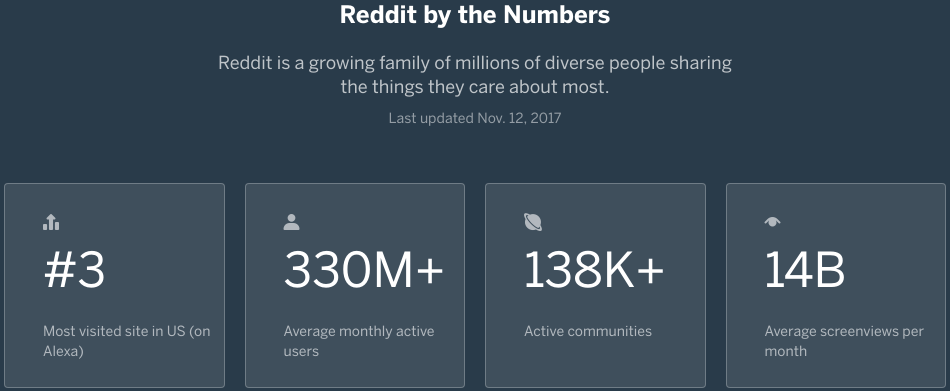 Reddit by the Numbers
Reddit is a growing family of millions of diverse people sharing
the things they care about most.
Last updated Nov. 12, 2017
#3
Most visited site in US (on
Alexa)
330M+
Average monthly active
users
138K+
Active communities
14B
Average screenviews per
month